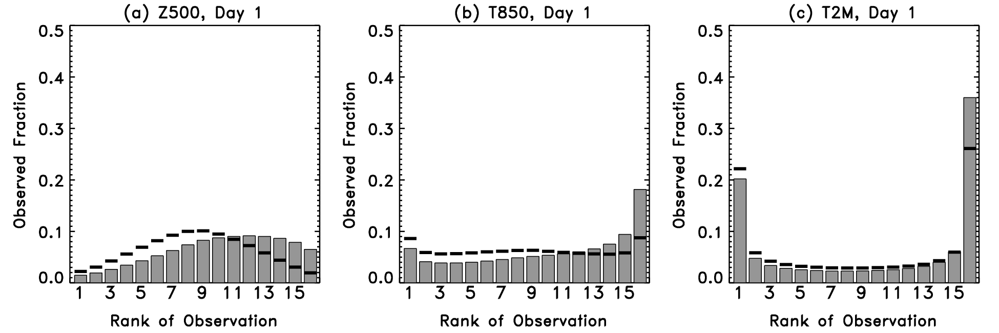 (a) Z500, Day 1
0.5
0.4
0.3
0.2
0.1
0.0
Observed Fraction
1 3 5 7 9 11 13 15
Rank of Observation
(b) T850, Day 1
0.5
0.4
0.3
0.2
0.1
0.0
Observed Fraction
1 3 5 7 9 11 13 15
Rank of Observation
(c) T2M, Day 1
0.5
0.4
0.3
0.2
0.1
0.0
Observed Fraction
1 3 5 7 9 11 13 15
Rank of Observation